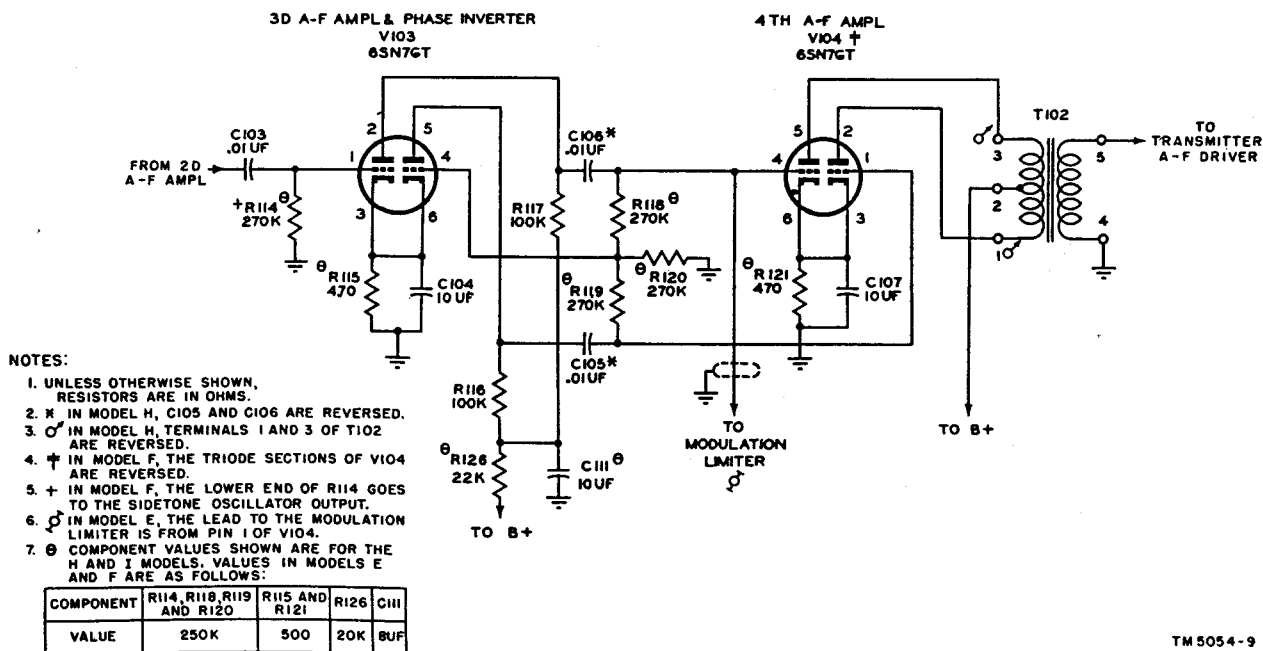 3D A-F AMPL & PHASE INVERTER
V103
6SN7GT
4TH A-F AMPL
V104 ‡
6SN7GT
2
5
1
4
3
6
C103
.01UF
FROM 2D
A-F AMPL
+R114 θ
270K
θ R115
470
C104
10UF
C106*
.01UF
R117
100K
R118 θ
270K
θ R120
270K
R119 θ
270K
C105*
.01UF
R116
100K
θ R126
22K
C111 θ
10UF
TO B+
5
2
4
1
6
3
θ R121
470
C107
10UF
TO
MODULATION
LIMITER
♂
T102
♂ 3
2
1 ♂
5
4
TO
TRANSMITTER
A-F DRIVER
TO B+
NOTES:
1. UNLESS OTHERWISE SHOWN,
RESISTORS ARE IN OHMS.
2. * IN MODEL H, C105 AND C106 ARE REVERSED.
3. ♂ IN MODEL H, TERMINALS 1 AND 3 OF T102
ARE REVERSED.
4. ‡ IN MODEL F, THE TRIODE SECTIONS OF V104
ARE REVERSED.
5. + IN MODEL F, THE LOWER END OF R114 GOES
TO THE SIDETONE OSCILLATOR OUTPUT.
6. ♂ IN MODEL E, THE LEAD TO THE MODULATION
LIMITER IS FROM PIN 1 OF V104.
7. θ COMPONENT VALUES SHOWN ARE FOR THE
H AND I MODELS. VALUES IN MODELS E
AND F ARE AS FOLLOWS:
COMPONENT R114, R118, R119 AND R120 R115 AND R121 R126 C111
VALUE 250K 500 20K 8UF
TM 5054-9